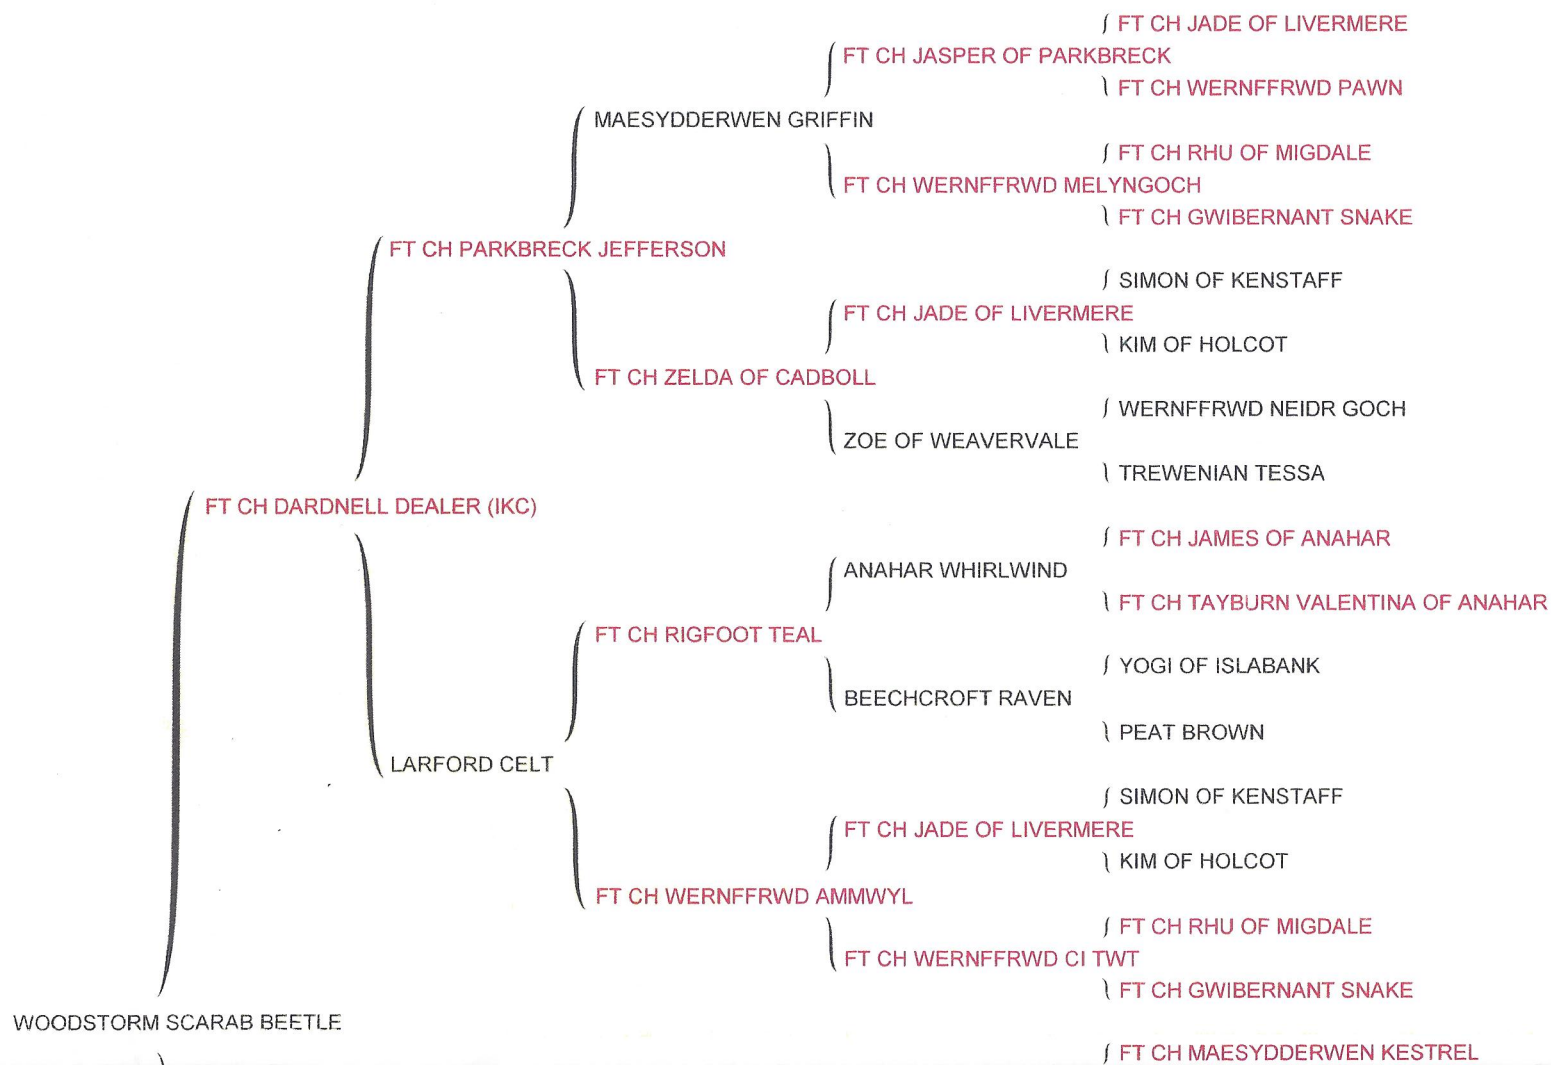 FT CH JADE OF LIVERMERE
FT CH JASPER OF PARKBRECK
FT CH WERNFFRWD PAWN
MAESYDDERWEN GRIFFIN
FT CH RHU OF MIGDALE
FT CH WERNFFRWD MELYNGOCH
FT CH GWIBERNANT SNAKE
FT CH PARKBRECK JEFFERSON
SIMON OF KENSTAFF
FT CH JADE OF LIVERMERE
KIM OF HOLCOT
FT CH ZELDA OF CADBOLL
WERNFFRWD NEIDR GOCH
ZOE OF WEAVERVALE
TREWENIAN TESSA
FT CH DARDNELL DEALER (IKC)
FT CH JAMES OF ANAHAR
ANAHAR WHIRLWIND
FT CH TAYBURN VALENTINA OF ANAHAR
FT CH RIGFOOT TEAL
YOGI OF ISLABANK
BEECHCROFT RAVEN
PEAT BROWN
LARFORD CELT
SIMON OF KENSTAFF
FT CH JADE OF LIVERMERE
KIM OF HOLCOT
FT CH WERNFFRWD AMMWYL
FT CH RHU OF MIGDALE
FT CH WERNFFRWD CI TWT
FT CH GWIBERNANT SNAKE
WOODSTORM SCARAB BEETLE
FT CH MAESYDDERWEN KESTREL